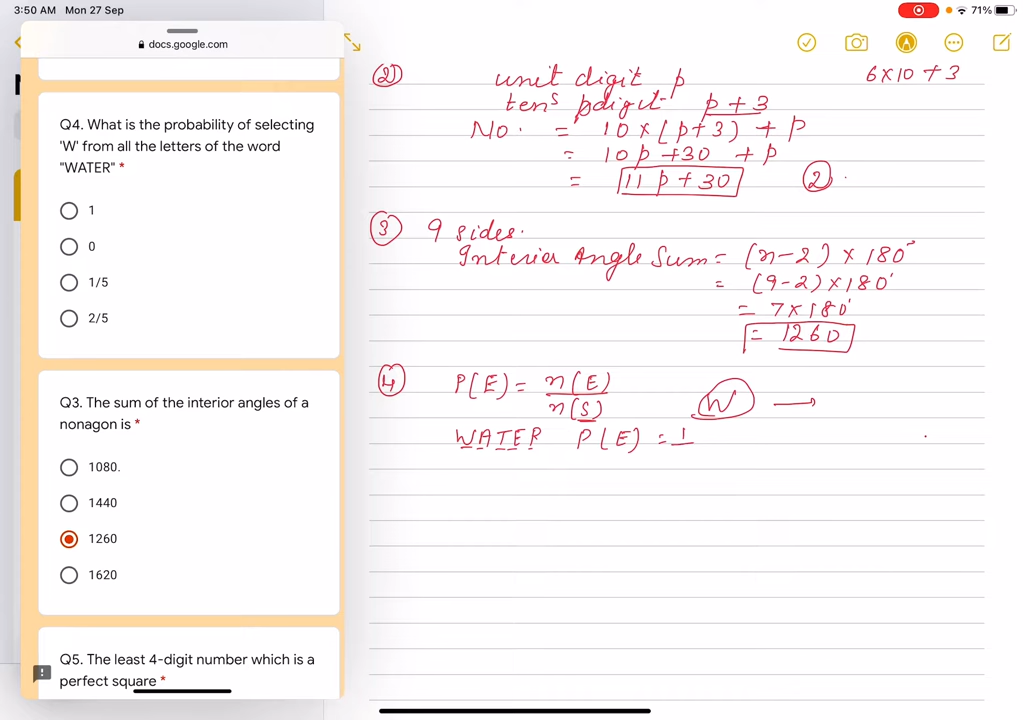 3:50 AM Mon 27 Sep
71%
docs.google.com
Q4. What is the probability of selecting
'W' from all the letters of the word
"WATER" *
1
0
1/5
2/5
Q3. The sum of the interior angles of a
nonagon is *
1080.
1440
1260
1620
Q5. The least 4-digit number which is a
perfect square *
6×10 + 3
(2) unit digit p
tens digit p + 3
No. = 10 × (p+3) + p
= 10p +30 + p
= 11p + 30 (2).
(3) 9 sides.
Interior Angle Sum = (n-2) × 180°
= (9-2)×180°
= 7×180°
= 1260
(4) P(E) = n(E)/n(S) W →
WATER P(E) = 1